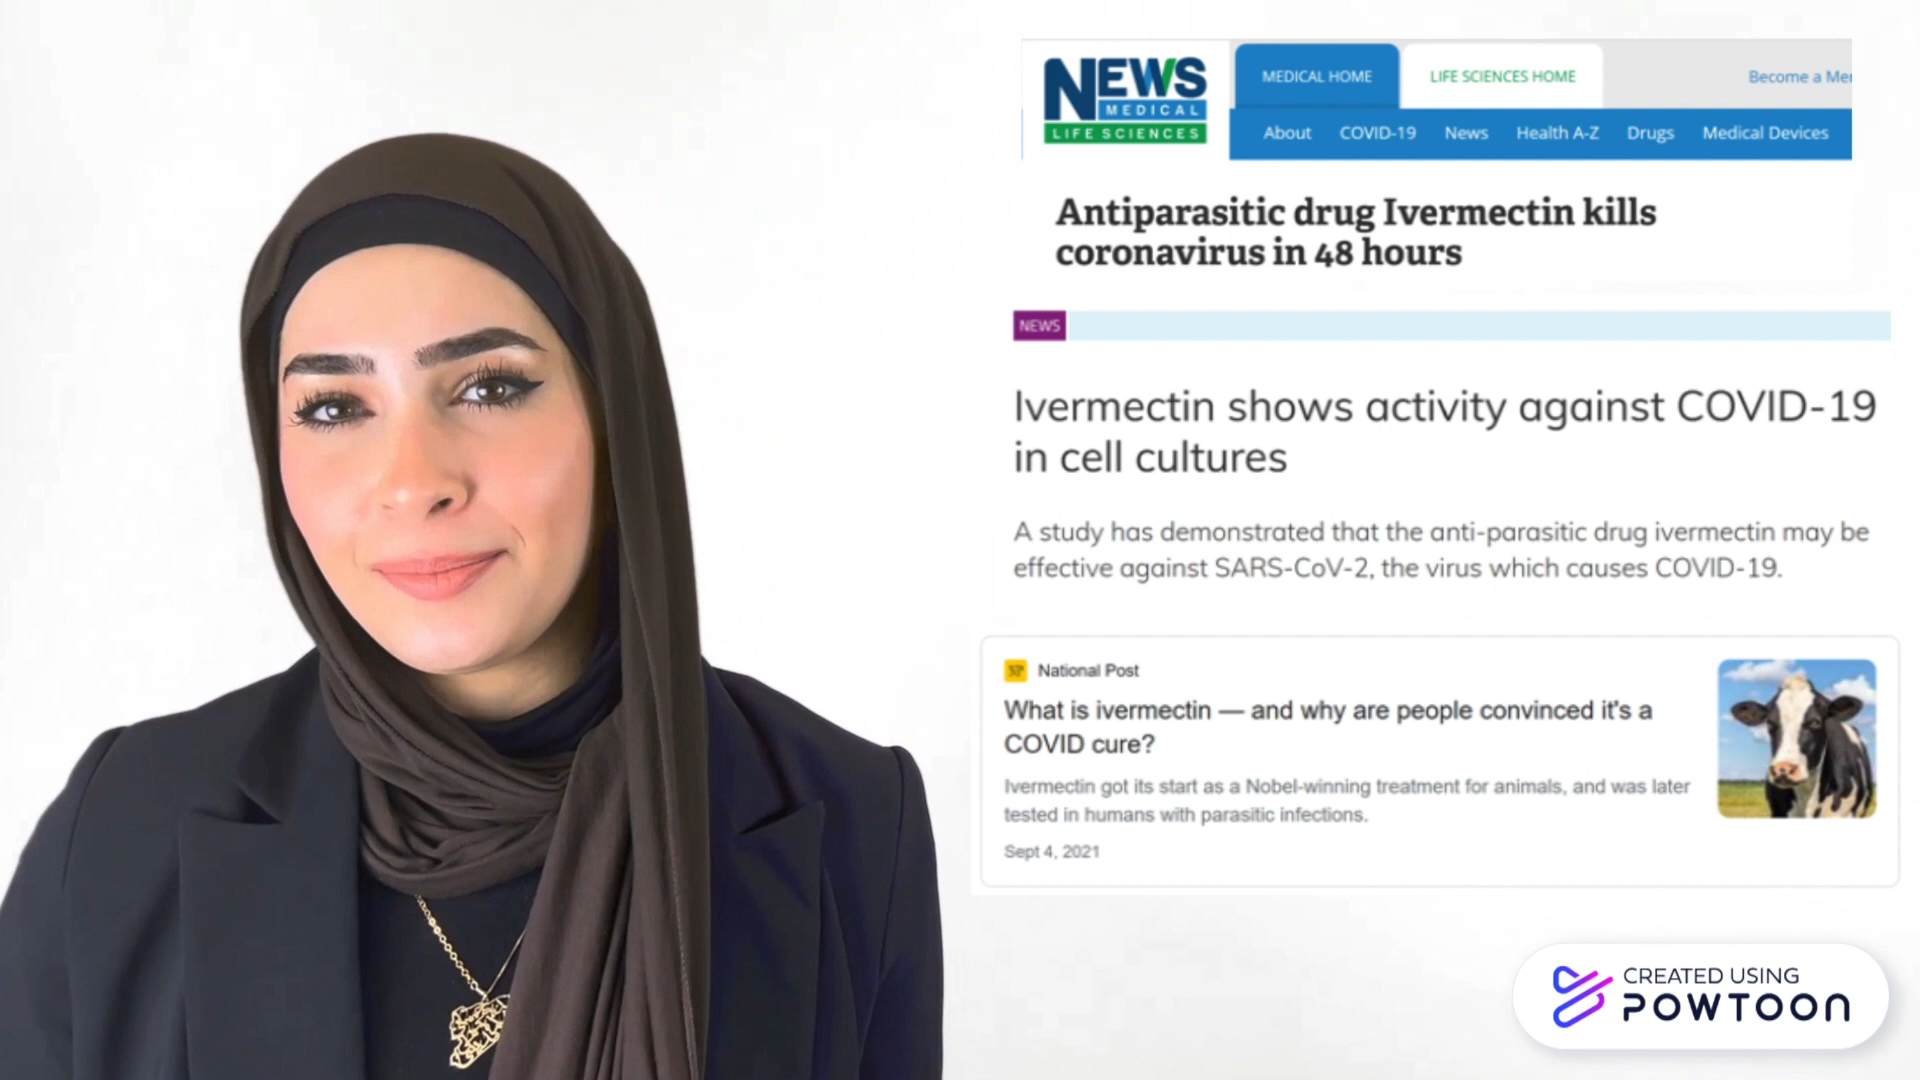 NEWS
MEDICAL
LIFE SCIENCES
MEDICAL HOME
LIFE SCIENCES HOME
Become a Mer
About COVID-19 News Health A-Z Drugs Medical Devices
Antiparasitic drug Ivermectin kills
coronavirus in 48 hours
NEWS
Ivermectin shows activity against COVID-19
in cell cultures
A study has demonstrated that the anti-parasitic drug ivermectin may be
effective against SARS-CoV-2, the virus which causes COVID-19.
National Post
What is ivermectin — and why are people convinced it's a
COVID cure?
Ivermectin got its start as a Nobel-winning treatment for animals, and was later
tested in humans with parasitic infections.
Sept 4, 2021
CREATED USING
POWTOON